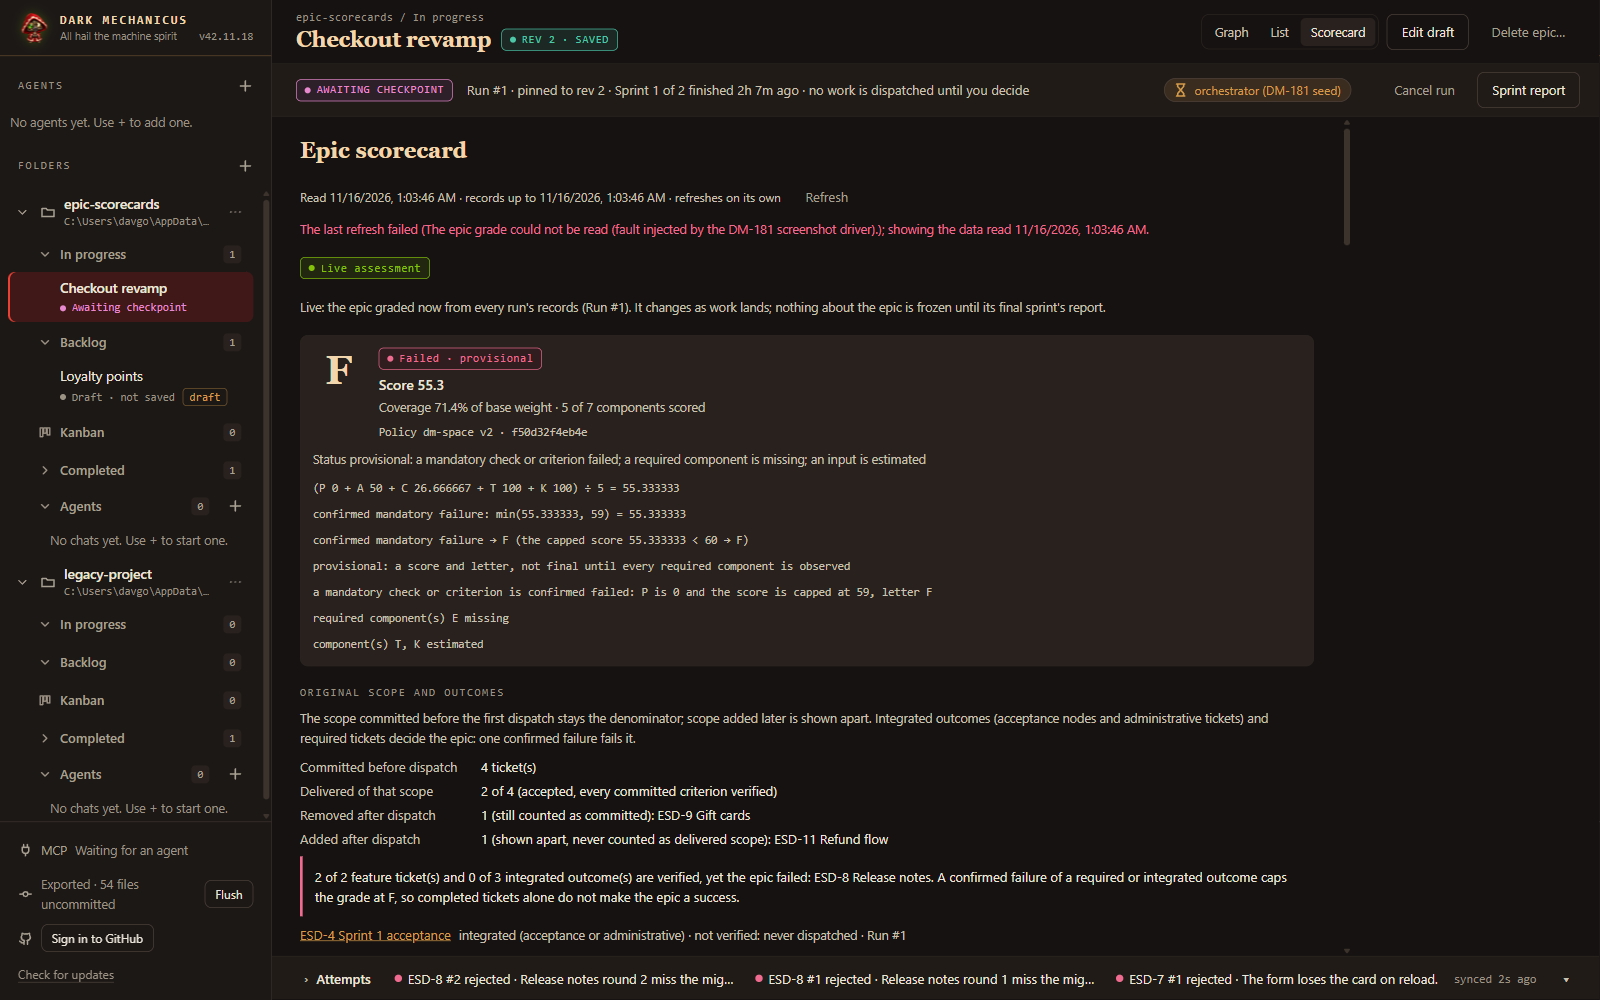 DARK MECHANICUS
All hail the machine spirit v42.11.18
AGENTS
No agents yet. Use + to add one.
FOLDERS
epic-scorecards
C:\Users\davgo\AppData\…
In progress 1
Checkout revamp
Awaiting checkpoint
Backlog 1
Loyalty points
Draft · not saved draft
Kanban 0
Completed 1
Agents 0
No chats yet. Use + to start one.
legacy-project
C:\Users\davgo\AppData\…
In progress 0
Backlog 0
Kanban 0
Completed 1
Agents 0
No chats yet. Use + to start one.
MCP Waiting for an agent
Exported · 54 files
uncommitted
Flush
Sign in to GitHub
Check for updates
epic-scorecards / In progress
Checkout revamp REV 2 · SAVED
Graph List Scorecard Edit draft Delete epic...
AWAITING CHECKPOINT Run #1 · pinned to rev 2 · Sprint 1 of 2 finished 2h 7m ago · no work is dispatched until you decide
orchestrator (DM-181 seed) Cancel run Sprint report
Epic scorecard
Read 11/16/2026, 1:03:46 AM · records up to 11/16/2026, 1:03:46 AM · refreshes on its own Refresh
The last refresh failed (The epic grade could not be read (fault injected by the DM-181 screenshot driver).); showing the data read 11/16/2026, 1:03:46 AM.
Live assessment
Live: the epic graded now from every run's records (Run #1). It changes as work lands; nothing about the epic is frozen until its final sprint's report.
F
Failed · provisional
Score 55.3
Coverage 71.4% of base weight · 5 of 7 components scored
Policy dm-space v2 · f50d32f4eb4e
Status provisional: a mandatory check or criterion failed; a required component is missing; an input is estimated
(P 0 + A 50 + C 26.666667 + T 100 + K 100) ÷ 5 = 55.333333
confirmed mandatory failure: min(55.333333, 59) = 55.333333
confirmed mandatory failure → F (the capped score 55.333333 < 60 → F)
provisional: a score and letter, not final until every required component is observed
a mandatory check or criterion is confirmed failed: P is 0 and the score is capped at 59, letter F
required component(s) E missing
component(s) T, K estimated
ORIGINAL SCOPE AND OUTCOMES
The scope committed before the first dispatch stays the denominator; scope added later is shown apart. Integrated outcomes (acceptance nodes and administrative tickets) and
required tickets decide the epic: one confirmed failure fails it.
Committed before dispatch 4 ticket(s)
Delivered of that scope 2 of 4 (accepted, every committed criterion verified)
Removed after dispatch 1 (still counted as committed): ESD-9 Gift cards
Added after dispatch 1 (shown apart, never counted as delivered scope): ESD-11 Refund flow
2 of 2 feature ticket(s) and 0 of 3 integrated outcome(s) are verified, yet the epic failed: ESD-8 Release notes. A confirmed failure of a required or integrated outcome caps
the grade at F, so completed tickets alone do not make the epic a success.
ESD-4 Sprint 1 acceptance integrated (acceptance or administrative) · not verified: never dispatched · Run #1
Attempts ESD-8 #2 rejected · Release notes round 2 miss the mig... ESD-8 #1 rejected · Release notes round 1 miss the mig... ESD-7 #1 rejected · The form loses the card on reload. synced 2s ago